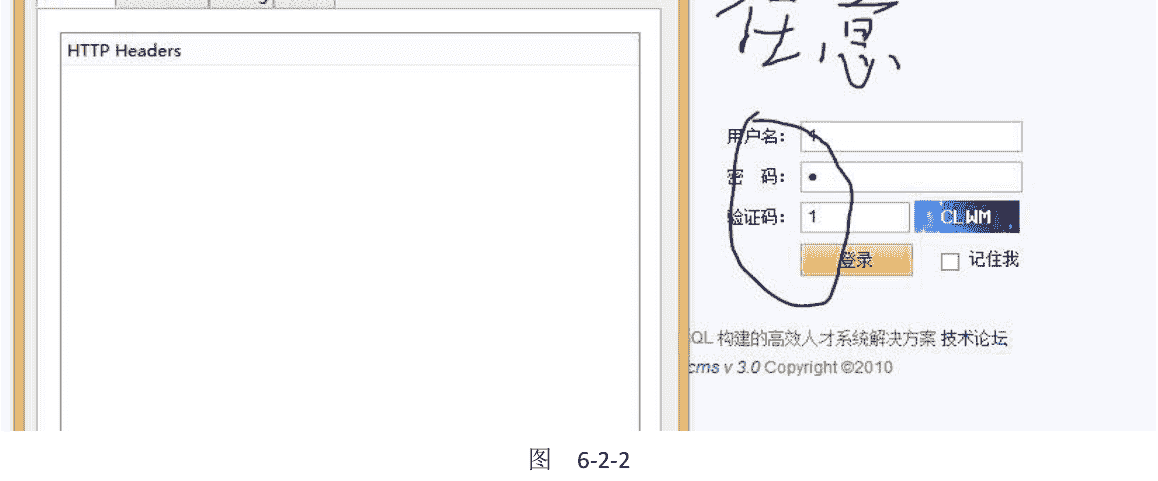 HTTP Headers
任意
用户名： 1
密 码： ●
验证码： 1 CLWM
登录 记住我
QL 构建的高效人才系统解决方案 技术论坛
cms v 3.0 Copyright ©2010
图 6-2-2